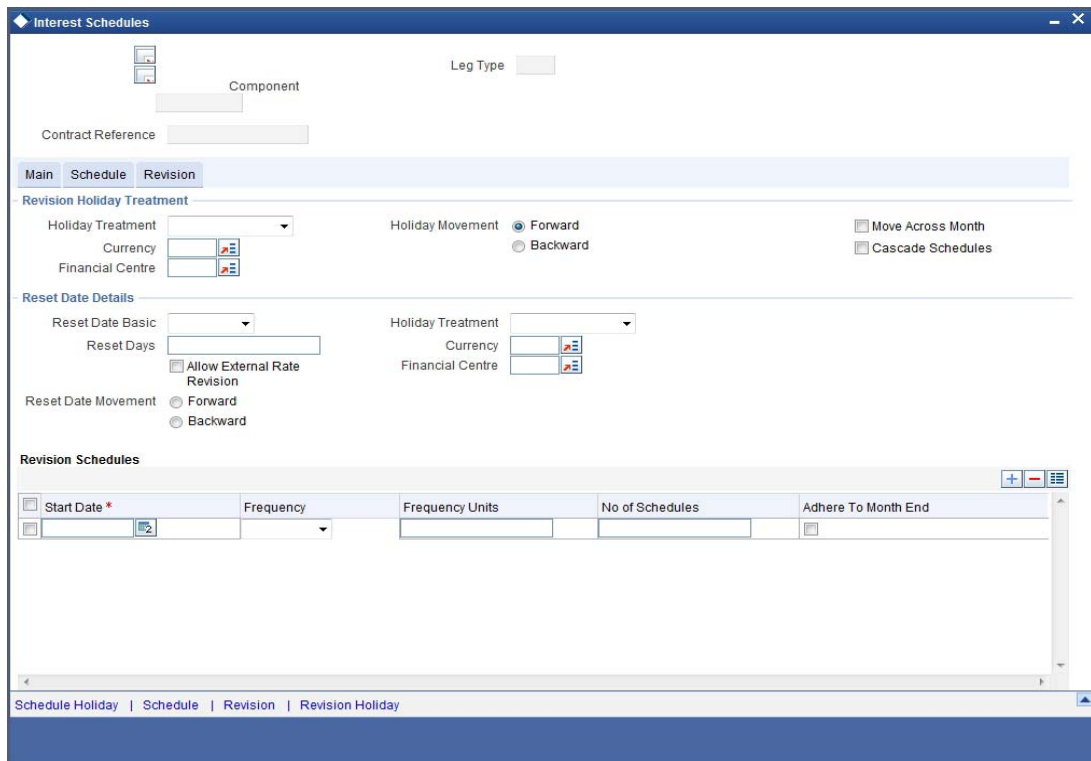 Interest Schedules
Leg Type
Component
Contract Reference
Main Schedule Revision
Revision Holiday Treatment
Holiday Treatment Holiday Movement Forward Move Across Month
Currency Backward Cascade Schedules
Financial Centre
Reset Date Details
Reset Date Basic Holiday Treatment
Reset Days Currency
Allow External Rate Financial Centre
Revision
Reset Date Movement Forward
Backward
Revision Schedules
Start Date * Frequency Frequency Units No of Schedules Adhere To Month End
Schedule Holiday | Schedule | Revision | Revision Holiday